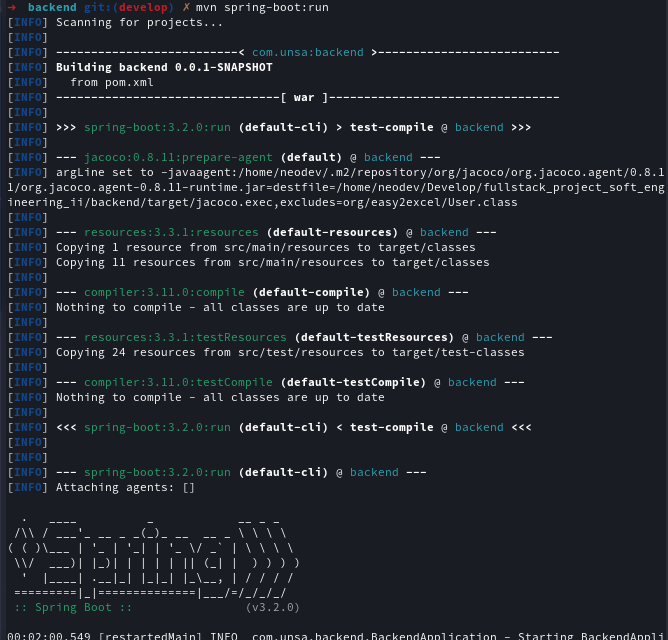 → backend git:(develop) ✗ mvn spring-boot:run
[INFO] Scanning for projects...
[INFO]
[INFO] --------------------------< com.unsa:backend >--------------------------
[INFO] Building backend 0.0.1-SNAPSHOT
[INFO]   from pom.xml
[INFO] --------------------------------[ war ]---------------------------------
[INFO]
[INFO] >>> spring-boot:3.2.0:run (default-cli) > test-compile @ backend >>>
[INFO]
[INFO] --- jacoco:0.8.11:prepare-agent (default) @ backend ---
[INFO] argLine set to -javaagent:/home/neodev/.m2/repository/org/jacoco/org.jacoco.agent/0.8.1
1/org.jacoco.agent-0.8.11-runtime.jar=destfile=/home/neodev/Develop/fullstack_project_soft_eng
ineering_ii/backend/target/jacoco.exec,excludes=org/easy2excel/User.class
[INFO]
[INFO] --- resources:3.3.1:resources (default-resources) @ backend ---
[INFO] Copying 1 resource from src/main/resources to target/classes
[INFO] Copying 11 resources from src/main/resources to target/classes
[INFO]
[INFO] --- compiler:3.11.0:compile (default-compile) @ backend ---
[INFO] Nothing to compile - all classes are up to date
[INFO]
[INFO] --- resources:3.3.1:testResources (default-testResources) @ backend ---
[INFO] Copying 24 resources from src/test/resources to target/test-classes
[INFO]
[INFO] --- compiler:3.11.0:testCompile (default-testCompile) @ backend ---
[INFO] Nothing to compile - all classes are up to date
[INFO]
[INFO] <<< spring-boot:3.2.0:run (default-cli) < test-compile @ backend <<<
[INFO]
[INFO]
[INFO] --- spring-boot:3.2.0:run (default-cli) @ backend ---
[INFO] Attaching agents: []
  .   ____          _            __ _ _
 /\\ / ___'_ __ _ _(_)_ __  __ _ \ \ \ \
( ( )\___ | '_ | '_| | '_ \/ _` | \ \ \ \
 \\/  ___)| |_)| | | | | || (_| |  ) ) ) )
  '  |____| .__|_| |_|_| |_\__, | / / / /
 =========|_|==============|___/=/_/_/_/
 :: Spring Boot ::                (v3.2.0)
00:02:00.549 [restartedMain] INFO  com.unsa.backend.BackendApplication - Starting BackendAppli